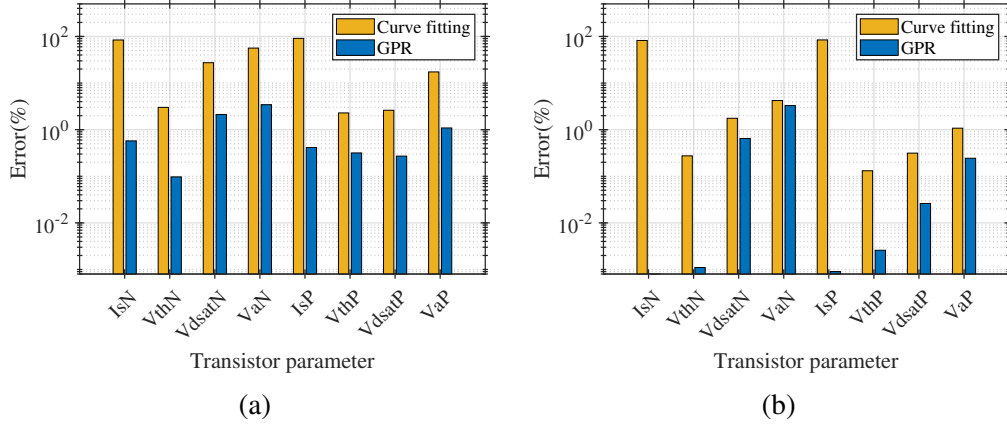 10^2
10^0
10^-2
Error(%)
Curve fitting
GPR
IsN
VthN
VdsatN
VaN
IsP
VthP
VdsatP
VaP
Transistor parameter
(a)
10^2
10^0
10^-2
Error(%)
Curve fitting
GPR
IsN
VthN
VdsatN
VaN
IsP
VthP
VdsatP
VaP
Transistor parameter
(b)